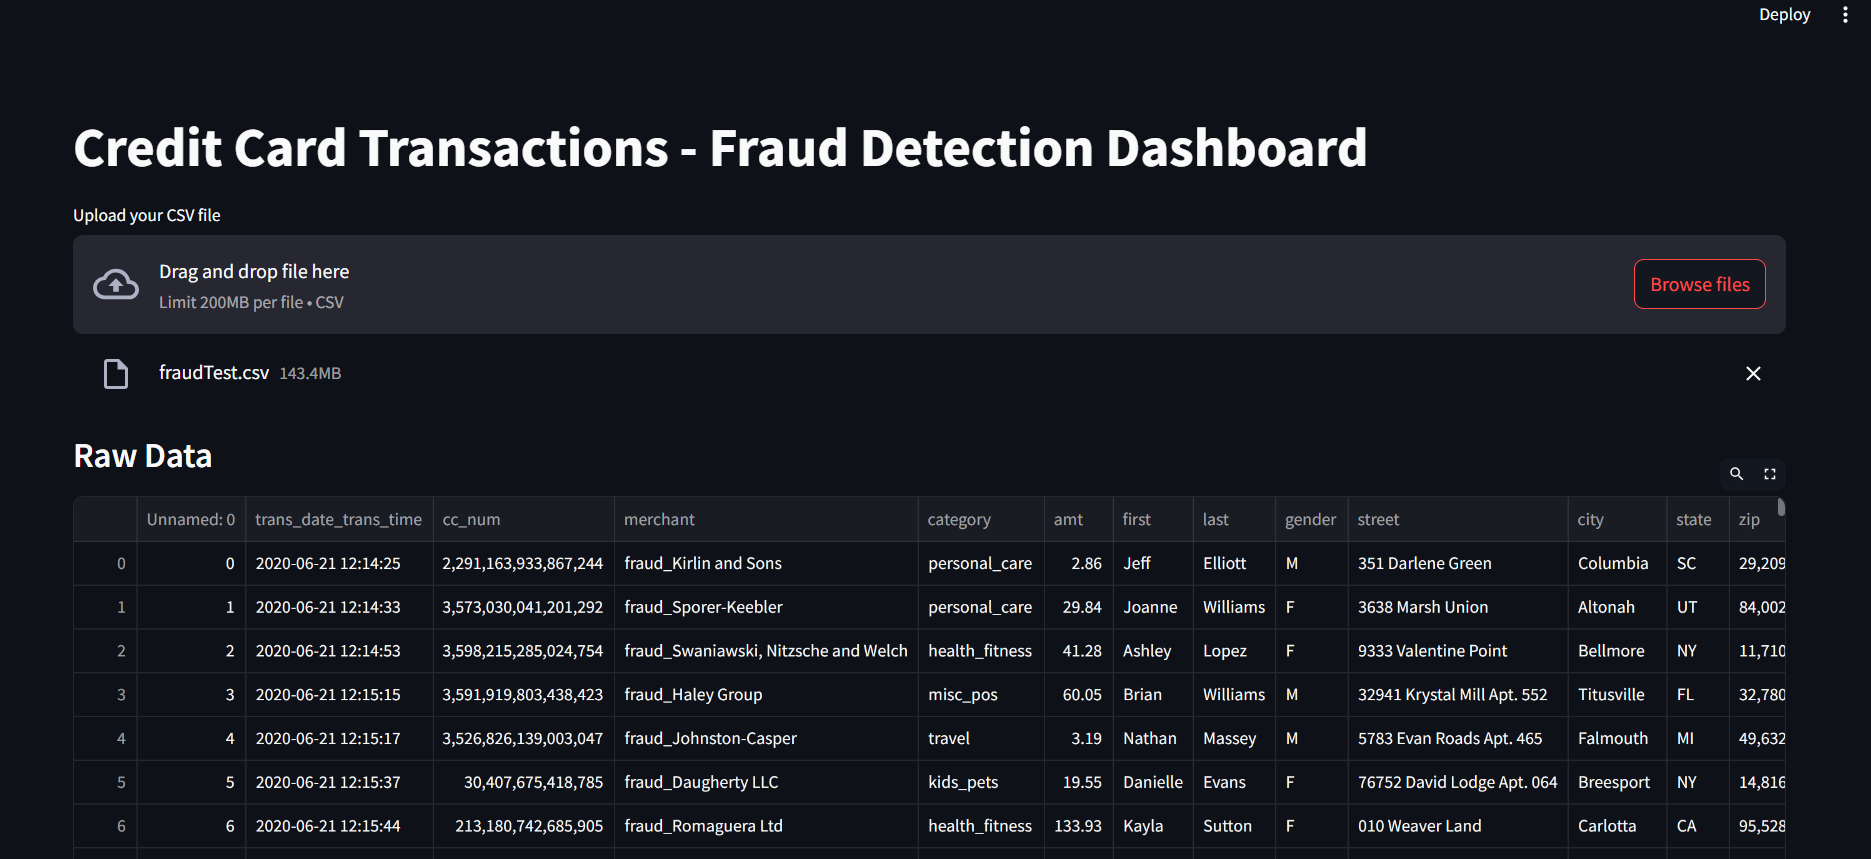 Deploy
Credit Card Transactions - Fraud Detection Dashboard
Upload your CSV file
Drag and drop file here
Limit 200MB per file • CSV
Browse files
fraudTest.csv 143.4MB
Raw Data
Unnamed: 0 trans_date_trans_time cc_num merchant category amt first last gender street city state zip
0 0 2020-06-21 12:14:25 2,291,163,933,867,244 fraud_Kirlin and Sons personal_care 2.86 Jeff Elliott M 351 Darlene Green Columbia SC 29,209
1 1 2020-06-21 12:14:33 3,573,030,041,201,292 fraud_Sporer-Keebler personal_care 29.84 Joanne Williams F 3638 Marsh Union Altonah UT 84,002
2 2 2020-06-21 12:14:53 3,598,215,285,024,754 fraud_Swaniawski, Nitzsche and Welch health_fitness 41.28 Ashley Lopez F 9333 Valentine Point Bellmore NY 11,710
3 3 2020-06-21 12:15:15 3,591,919,803,438,423 fraud_Haley Group misc_pos 60.05 Brian Williams M 32941 Krystal Mill Apt. 552 Titusville FL 32,780
4 4 2020-06-21 12:15:17 3,526,826,139,003,047 fraud_Johnston-Casper travel 3.19 Nathan Massey M 5783 Evan Roads Apt. 465 Falmouth MI 49,632
5 5 2020-06-21 12:15:37 30,407,675,418,785 fraud_Daugherty LLC kids_pets 19.55 Danielle Evans F 76752 David Lodge Apt. 064 Breesport NY 14,816
6 6 2020-06-21 12:15:44 213,180,742,685,905 fraud_Romaguera Ltd health_fitness 133.93 Kayla Sutton F 010 Weaver Land Carlotta CA 95,528